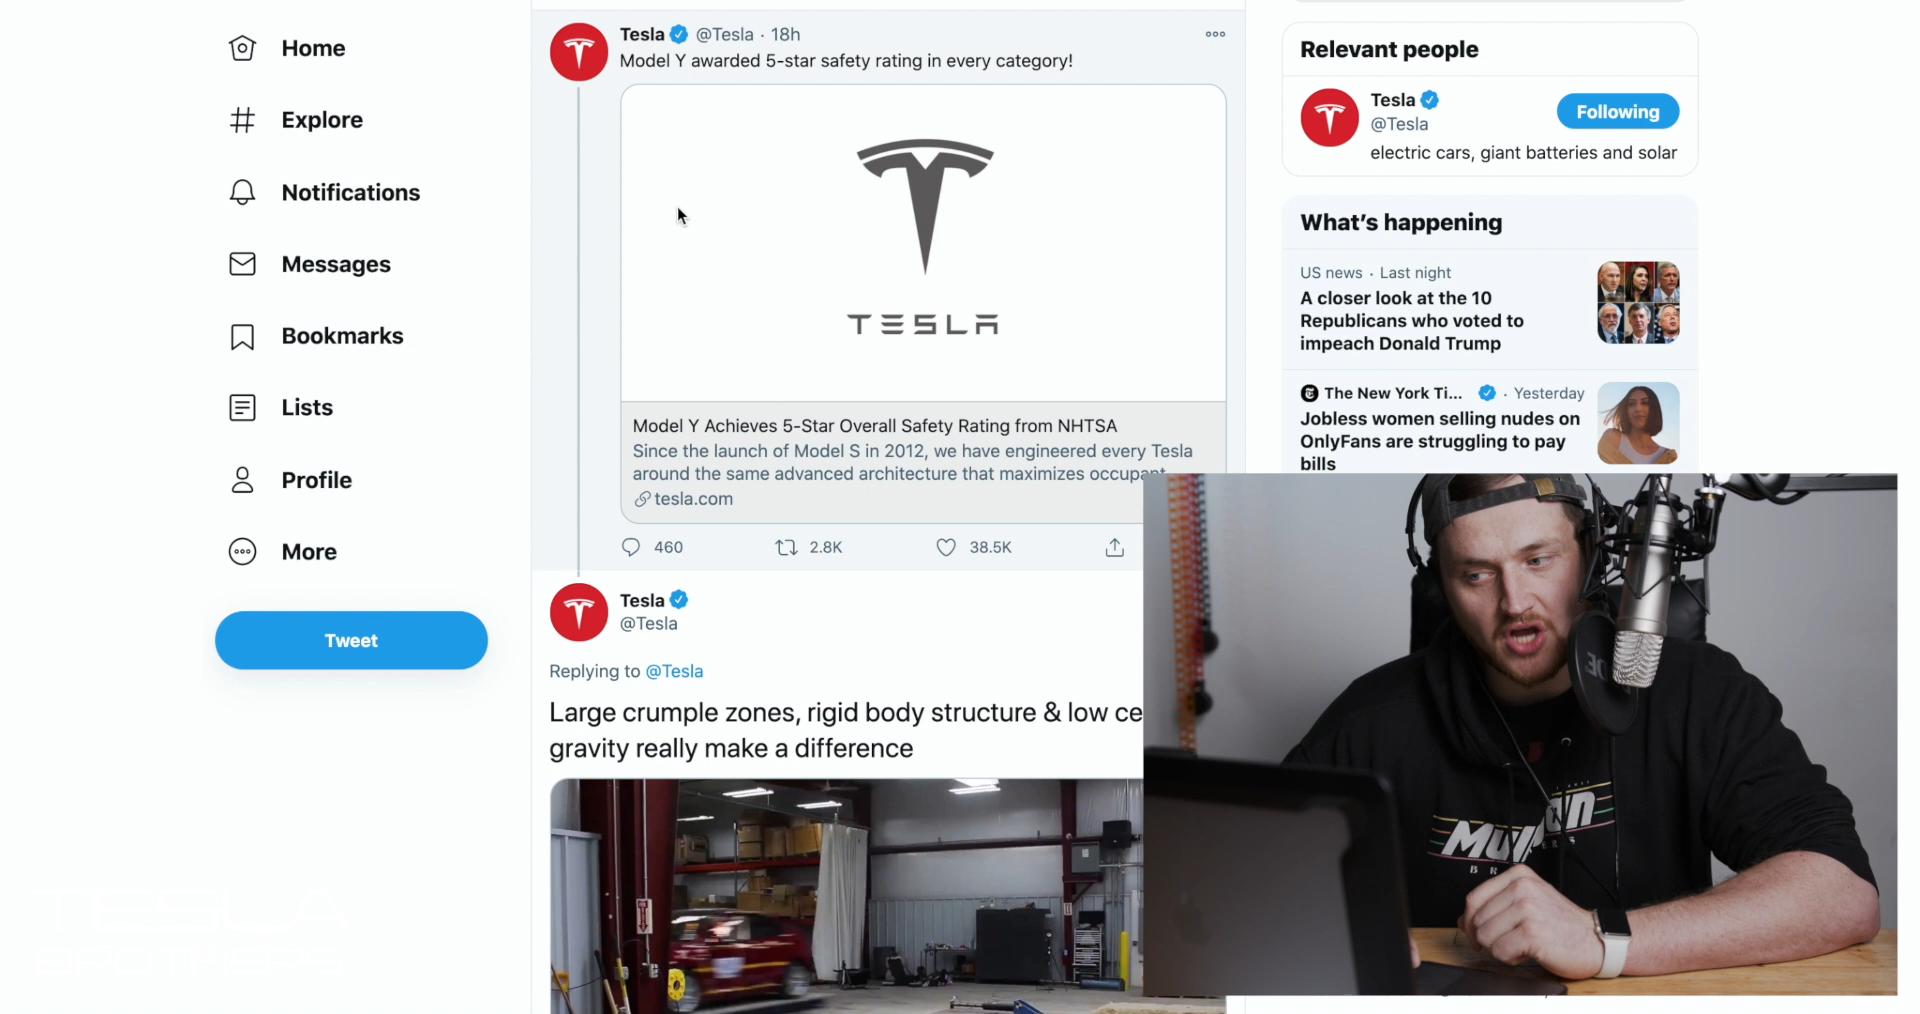 Home
Explore
Notifications
Messages
Bookmarks
Lists
Profile
More
Tweet
Tesla @Tesla · 18h
Model Y awarded 5-star safety rating in every category!
TESLA
Model Y Achieves 5-Star Overall Safety Rating from NHTSA
Since the launch of Model S in 2012, we have engineered every Tesla
around the same advanced architecture that maximizes
tesla.com
460 2.8K 38.5K
Tesla
@Tesla
Replying to @Tesla
Large crumple zones, rigid body structure & low
gravity really make a difference
Relevant people
Tesla
@Tesla
Following
electric cars, giant batteries and solar
What's happening
US news · Last night
A closer look at the 10
Republicans who voted to
impeach Donald Trump
The New York Ti... · Yesterday
Jobless women selling nudes on
OnlyFans are struggling to pay
bills
TESLA
BROTHERS